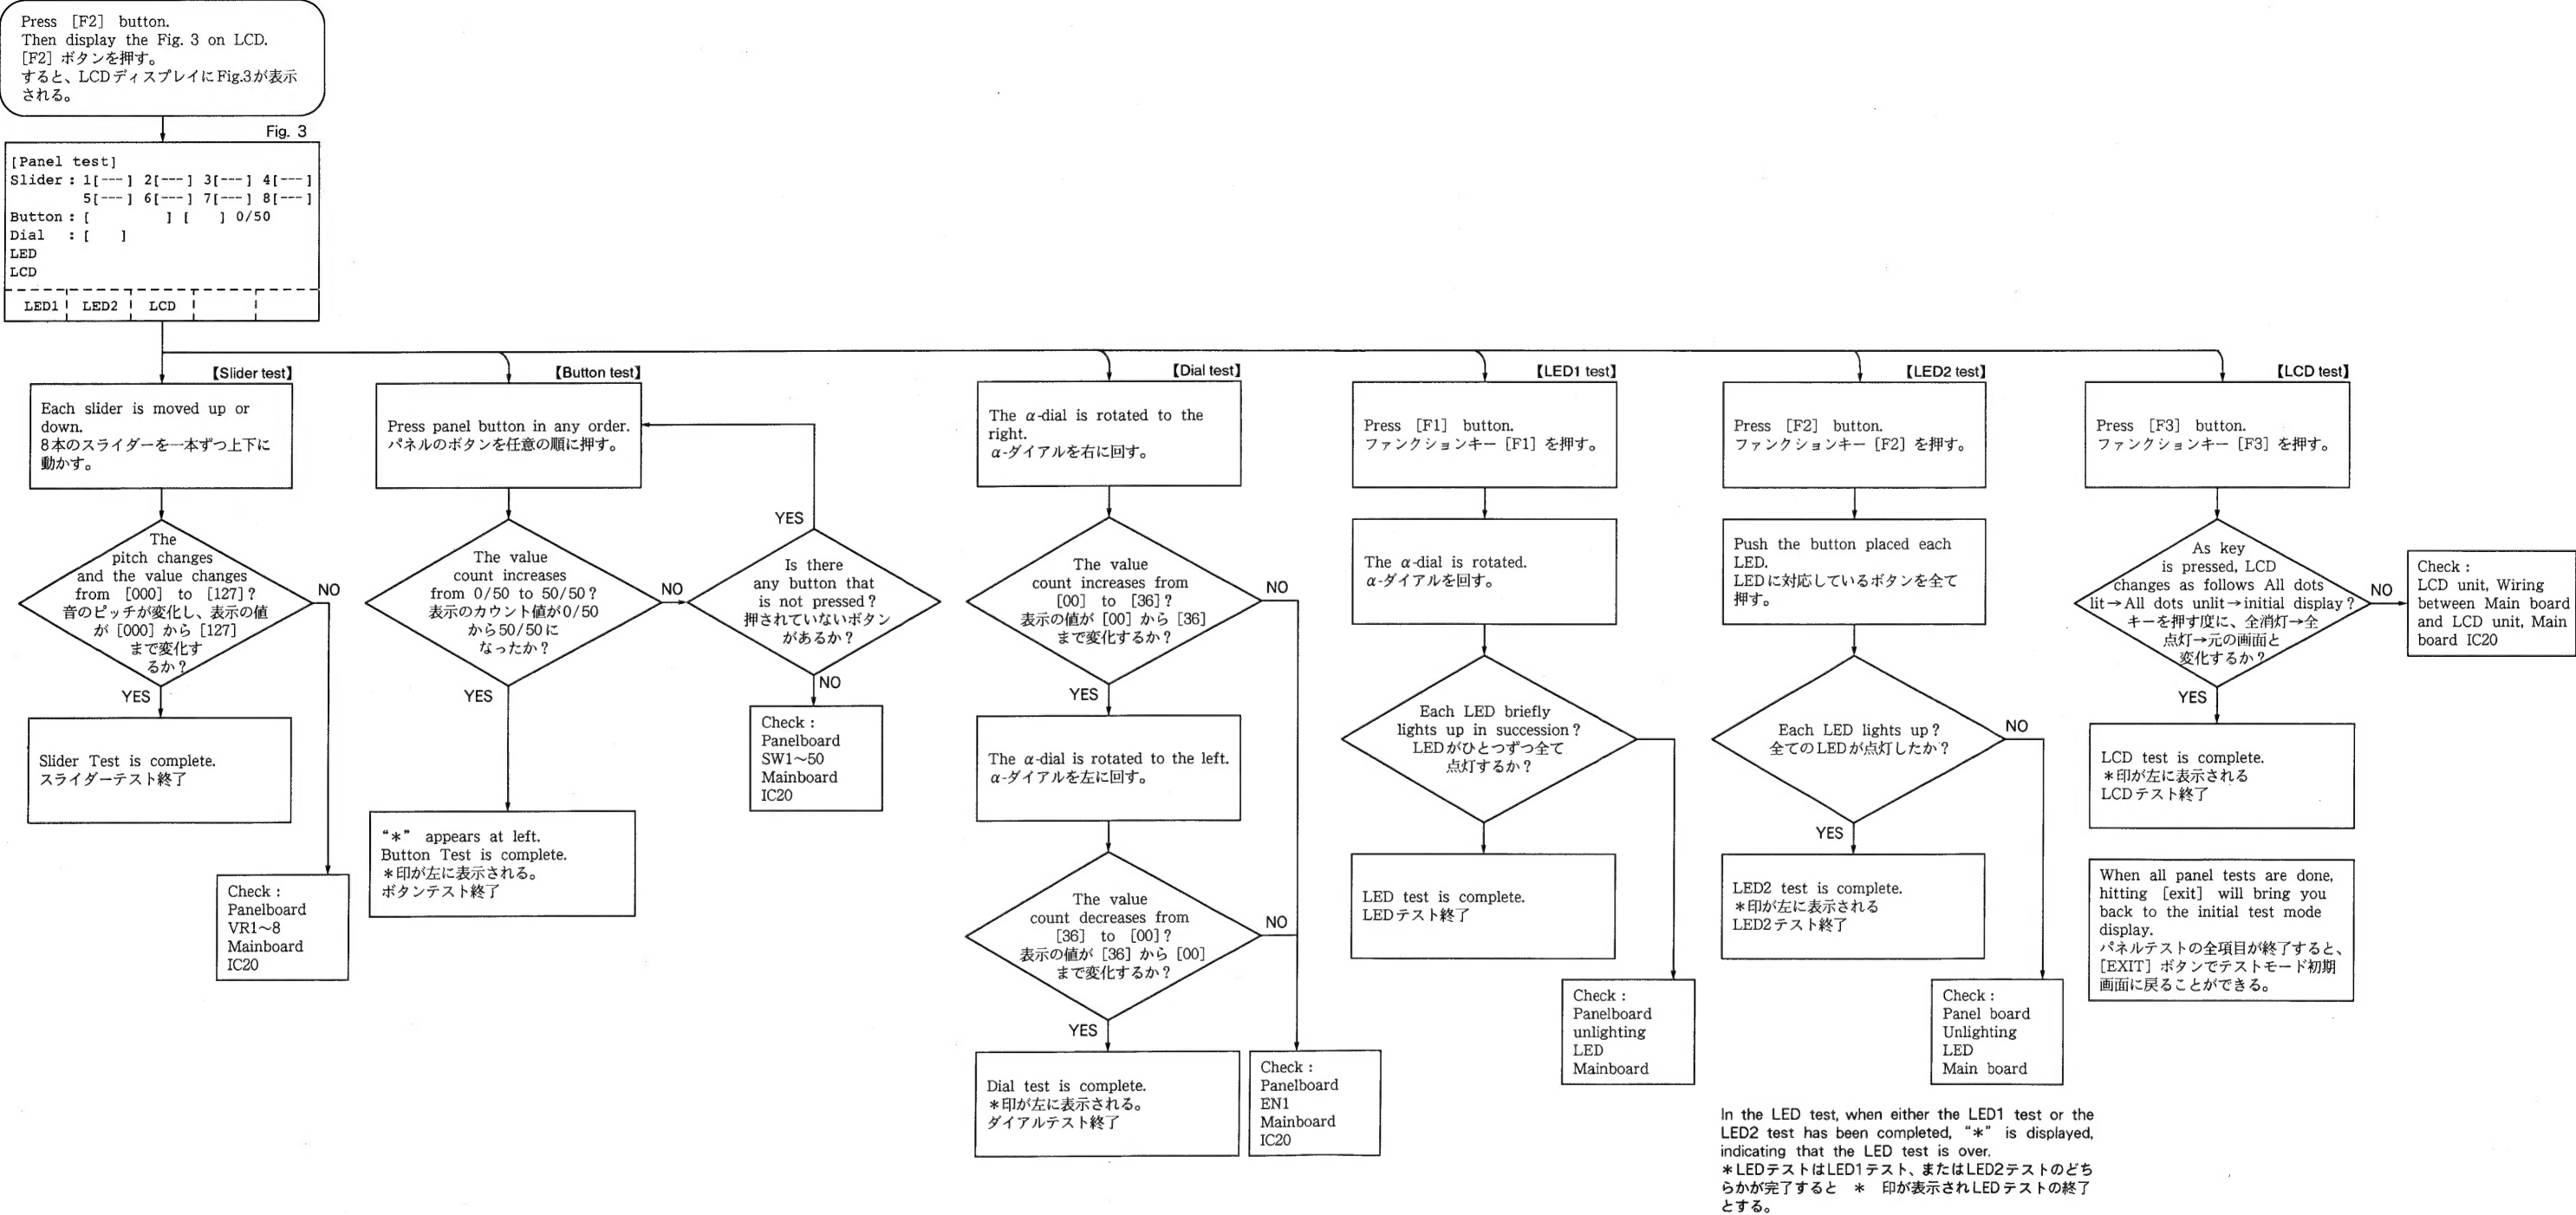 Press [F2] button.
Then display the Fig. 3 on LCD.
[F2] ボタンを押す。
すると、LCDディスプレイにFig.3が表示
される。
Fig. 3
[Panel test]
Slider : 1[---] 2[---] 3[---] 4[---]
5[---] 6[---] 7[---] 8[---]
Button : [ ] [ ] 0/50
Dial : [ ]
LED
LCD
LED1 LED2 LCD
【Slider test】
Each slider is moved up or
down.
8本のスライダーを一本ずつ上下に
動かす。
The
pitch changes
and the value changes
from [000] to [127]?
音のピッチが変化し、表示の値
が [000] から [127]
まで変化す
るか?
NO
YES
Slider Test is complete.
スライダーテスト終了
Check :
Panelboard
VR1〜8
Mainboard
IC20
【Button test】
Press panel button in any order.
パネルのボタンを任意の順に押す。
The value
count increases
from 0/50 to 50/50?
表示のカウント値が0/50
から50/50に
なったか?
NO
YES
YES
Is there
any button that
is not pressed?
押されていないボタン
があるか?
NO
Check :
Panelboard
SW1〜50
Mainboard
IC20
“*” appears at left.
Button Test is complete.
*印が左に表示される。
ボタンテスト終了
【Dial test】
The α-dial is rotated to the
right.
α-ダイアルを右に回す。
The value
count increases from
[00] to [36]?
表示の値が [00] から [36]
まで変化するか?
NO
YES
The α-dial is rotated to the left.
α-ダイアルを左に回す。
The value
count decreases from
[36] to [00]?
表示の値が [36] から [00]
まで変化するか?
NO
YES
Dial test is complete.
*印が左に表示される。
ダイアルテスト終了
Check :
Panelboard
EN1
Mainboard
IC20
【LED1 test】
Press [F1] button.
ファンクションキー [F1] を押す。
The α-dial is rotated.
α-ダイアルを回す。
Each LED briefly
lights up in succession?
LEDがひとつずつ全て
点灯するか?
LED test is complete.
LEDテスト終了
Check :
Panelboard
unlighting
LED
Mainboard
【LED2 test】
Press [F2] button.
ファンクションキー [F2] を押す。
Push the button placed each
LED.
LEDに対応しているボタンを全て
押す。
Each LED lights up?
全てのLEDが点灯したか?
NO
YES
LED2 test is complete.
*印が左に表示される
LED2テスト終了
Check :
Panel board
Unlighting
LED
Main board
In the LED test, when either the LED1 test or the
LED2 test has been completed, “*” is displayed,
indicating that the LED test is over.
*LEDテストはLED1テスト、またはLED2テストのどち
らかが完了すると * 印が表示されLEDテストの終了
とする。
【LCD test】
Press [F3] button.
ファンクションキー [F3] を押す。
As key
is pressed, LCD
changes as follows All dots
lit→All dots unlit→initial display?
キーを押す度に、全消灯→全
点灯→元の画面と
変化するか?
NO
Check :
LCD unit, Wiring
between Main board
and LCD unit, Main
board IC20
YES
LCD test is complete.
*印が左に表示される
LCDテスト終了
When all panel tests are done,
hitting [exit] will bring you
back to the initial test mode
display.
パネルテストの全項目が終了すると、
[EXIT] ボタンでテストモード初期
画面に戻ることができる。